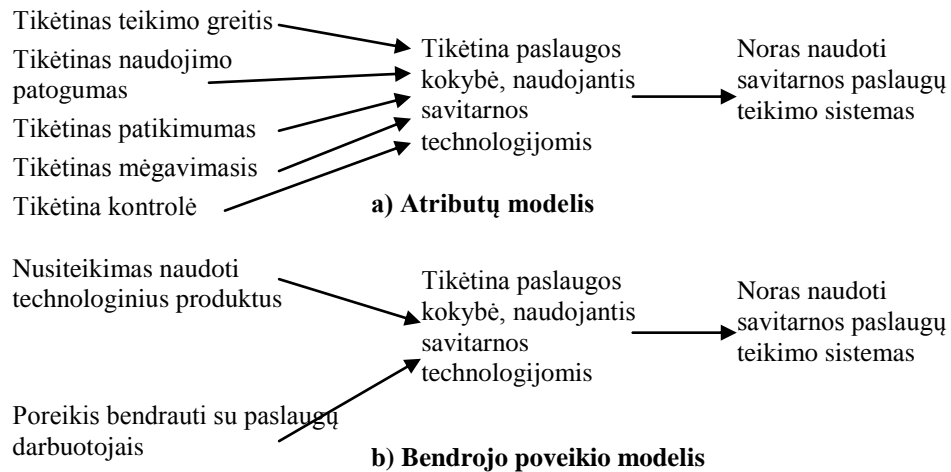 Tikėtinas teikimo greitis
Tikėtinas naudojimo
patogumas
Tikėtinas patikimumas
Tikėtinas mėgavimasis
Tikėtina kontrolė
Tikėtina paslaugos
kokybė, naudojantis
savitarnos
technologijomis
Noras naudoti
savitarnos paslaugų
teikimo sistemas
a) Atributų modelis
Nusiteikimas naudoti
technologinius produktus
Poreikis bendrauti su paslaugų
darbuotojais
Tikėtina paslaugos
kokybė, naudojantis
savitarnos
technologijomis
Noras naudoti
savitarnos paslaugų
teikimo sistemas
b) Bendrojo poveikio modelis